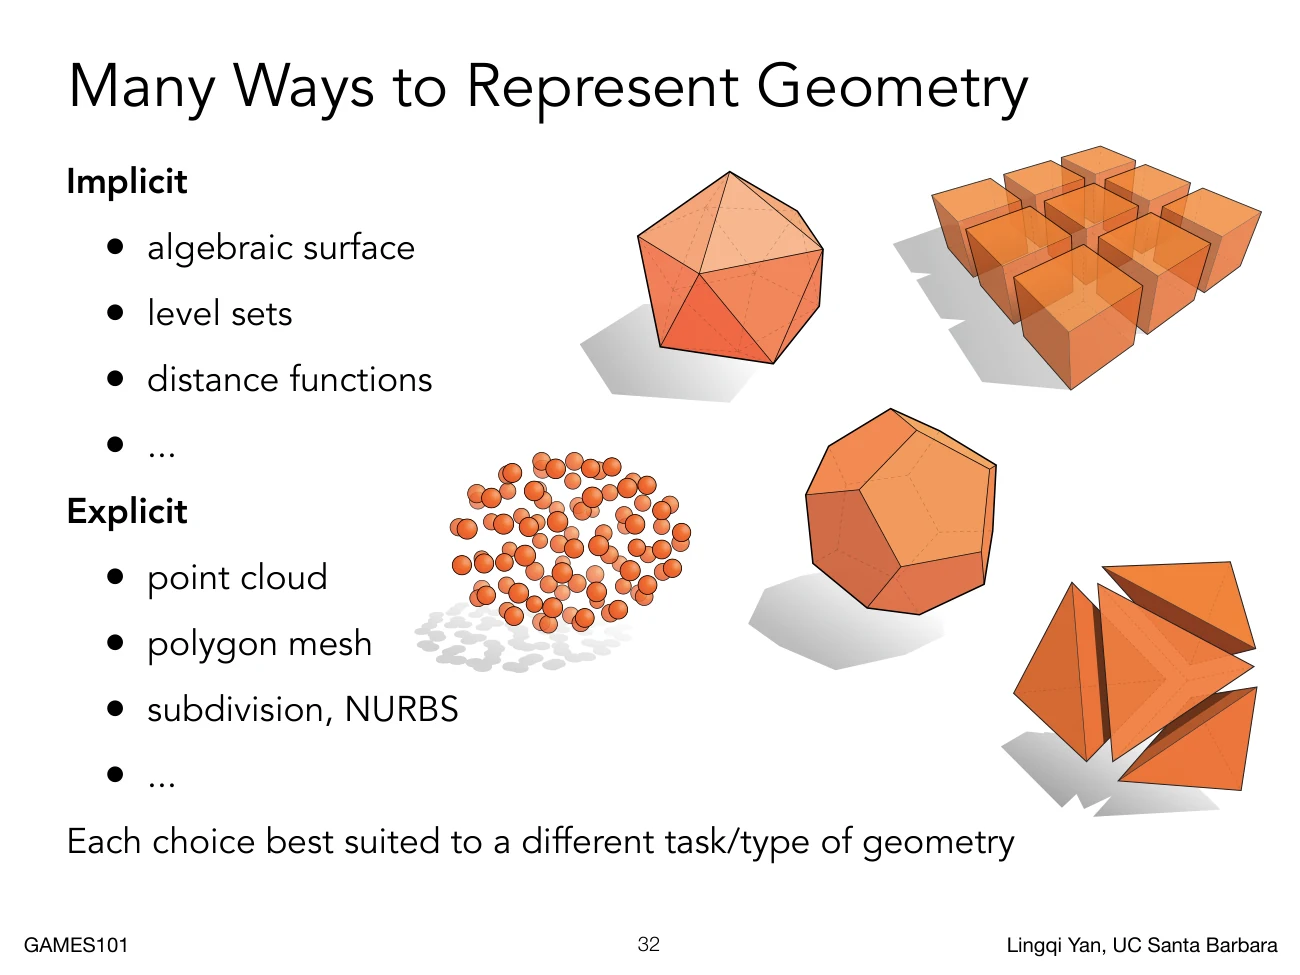 Many Ways to Represent Geometry
Implicit
• algebraic surface
• level sets
• distance functions
• ...
Explicit
• point cloud
• polygon mesh
• subdivision, NURBS
• ...
Each choice best suited to a different task/type of geometry
GAMES101
32
Lingqi Yan, UC Santa Barbara